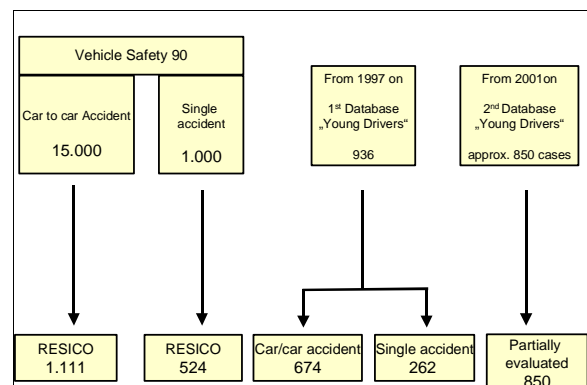 Vehicle Safety 90
Car to car Accident
15.000
Single
accident
1.000
From 1997 on
1st Database
„Young Drivers“
936
From 2001on
2nd Database
„Young Drivers“
approx. 850 cases
RESICO
1.111
RESICO
524
Car/car accident
674
Single accident
262
Partially
evaluated
850